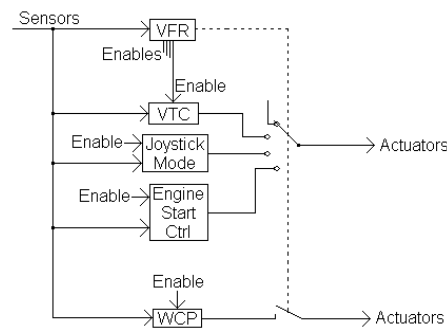 Sensors
VFR
Enables
Enable
VTC
Enable
Joystick
Mode
Actuators
Enable
Engine
Start
Ctrl
Enable
WCP
Actuators